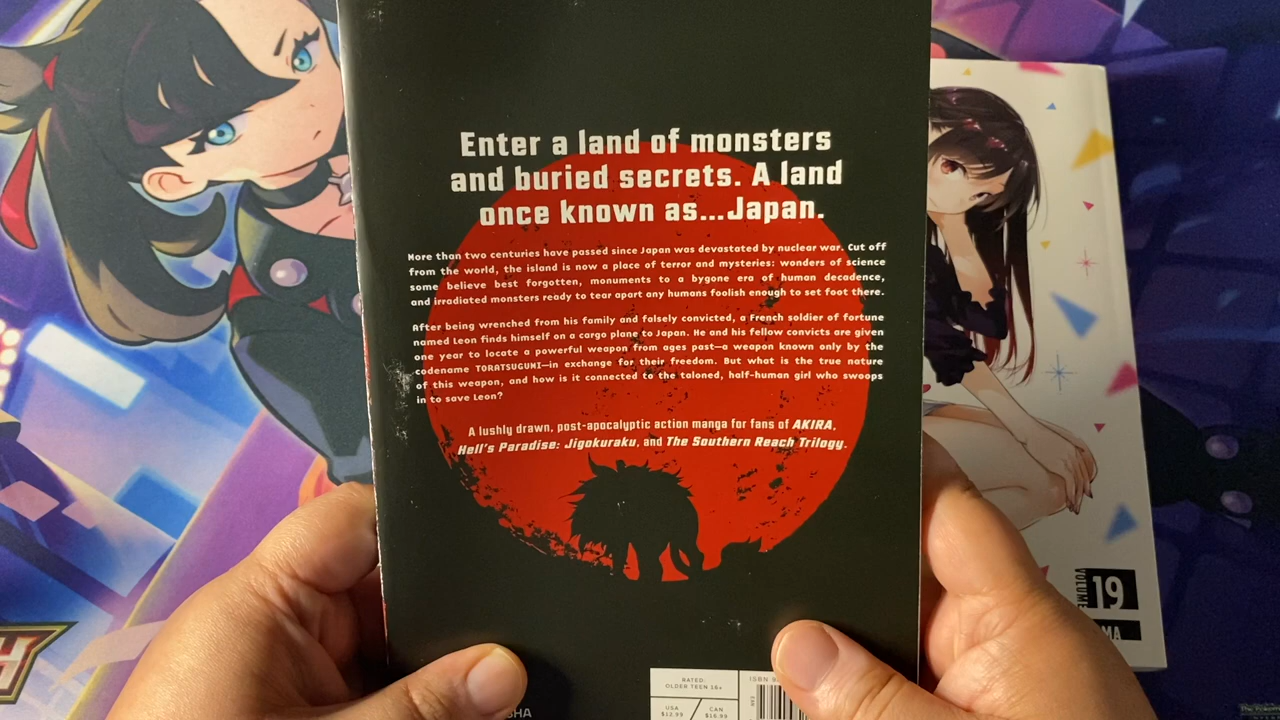 Enter a land of monsters
and buried secrets. A land
once known as...Japan.
More than two centuries have passed since Japan was devastated by nuclear war. Cut off
from the world, the island is now a place of terror and mysteries: wonders of science
some believe best forgotten, monuments to a bygone era of human decadence,
and irradiated monsters ready to tear apart any humans foolish enough to set foot there.
After being wrenched from his family and falsely convicted, a French soldier of fortune
named Leon finds himself on a cargo plane to Japan. He and his fellow convicts are given
one year to locate a powerful weapon from ages past—a weapon known only by the
codename TORATSUGUMI—in exchange for their freedom. But what is the true nature
of this weapon, and how is it connected to the taloned, half-human girl who swoops
in to save Leon?
A lushly drawn, post-apocalyptic action manga for fans of AKIRA,
Hell's Paradise: Jigokuraku, and The Southern Reach Trilogy.
VOLUME
19
MA
RATED:
OLDER TEEN 16+
USA
$12.99
CAN
$16.99
ISBN 9
SHA
H